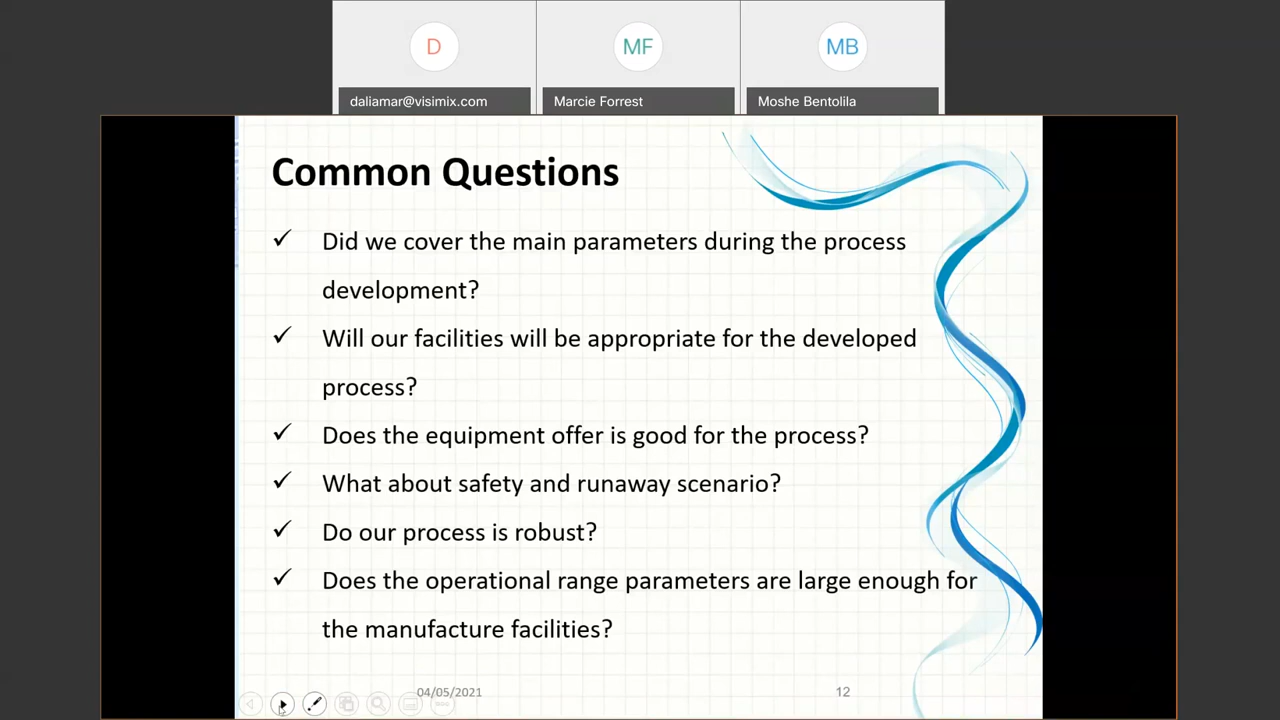 D
MF
MB
daliamar@visimix.com
Marcie Forrest
Moshe Bentolila
Common Questions
✓ Did we cover the main parameters during the process
development?
✓ Will our facilities will be appropriate for the developed
process?
✓ Does the equipment offer is good for the process?
✓ What about safety and runaway scenario?
✓ Do our process is robust?
✓ Does the operational range parameters are large enough for
the manufacture facilities?
04/05/2021
12